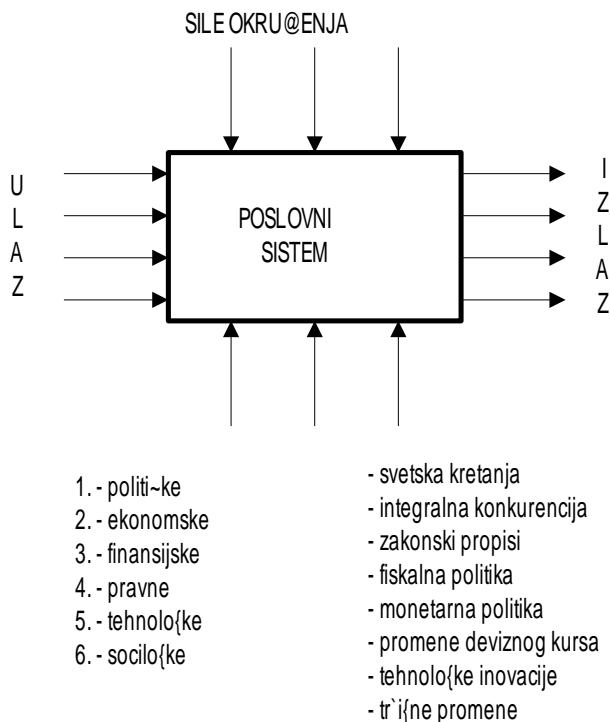 SILE OKRU@ENJA
ULAZ
POSLOVNI
SISTEM
IZLAZ
1. - politi~ke
2. - ekonomske
3. - finansijske
4. - pravne
5. - tehnolo{ke
6. - socilo{ke
- svetska kretanja
- integralna konkurencija
- zakonski propisi
- fiskalna politika
- monetarna politika
- promene deviznog kursa
- tehnolo{ke inovacije
- tr`i{ne promene